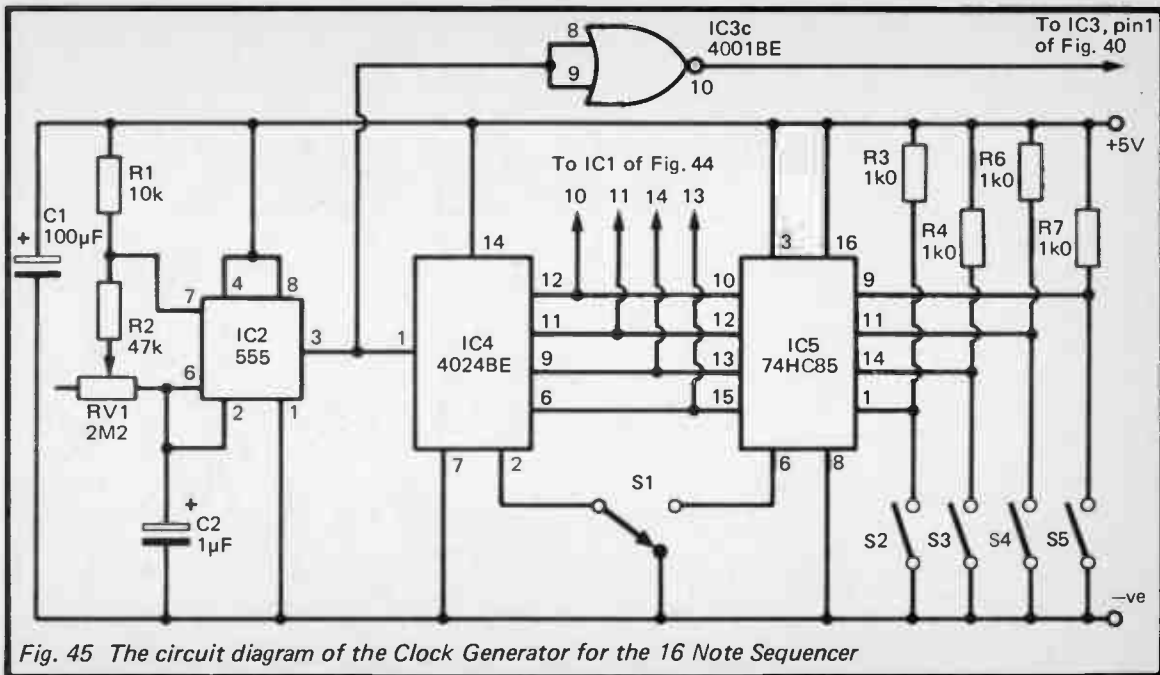 IC3c
4001BE
8
9
10
To IC3, pin1
of Fig. 40
+5V
R1
10k
C1
100µF
+
R2
47k
RV1
2M2
C2
1µF
+
7
4
8
6
2
1
3
IC2
555
To IC1 of Fig. 44
10
11
14
13
14
1
IC4
4024BE
12
11
9
6
7
2
S1
3
16
10
12
13
15
IC5
74HC85
9
11
14
1
6
8
R3
1k0
R6
1k0
R4
1k0
R7
1k0
S2
S3
S4
S5
–ve
Fig. 45 The circuit diagram of the Clock Generator for the 16 Note Sequencer